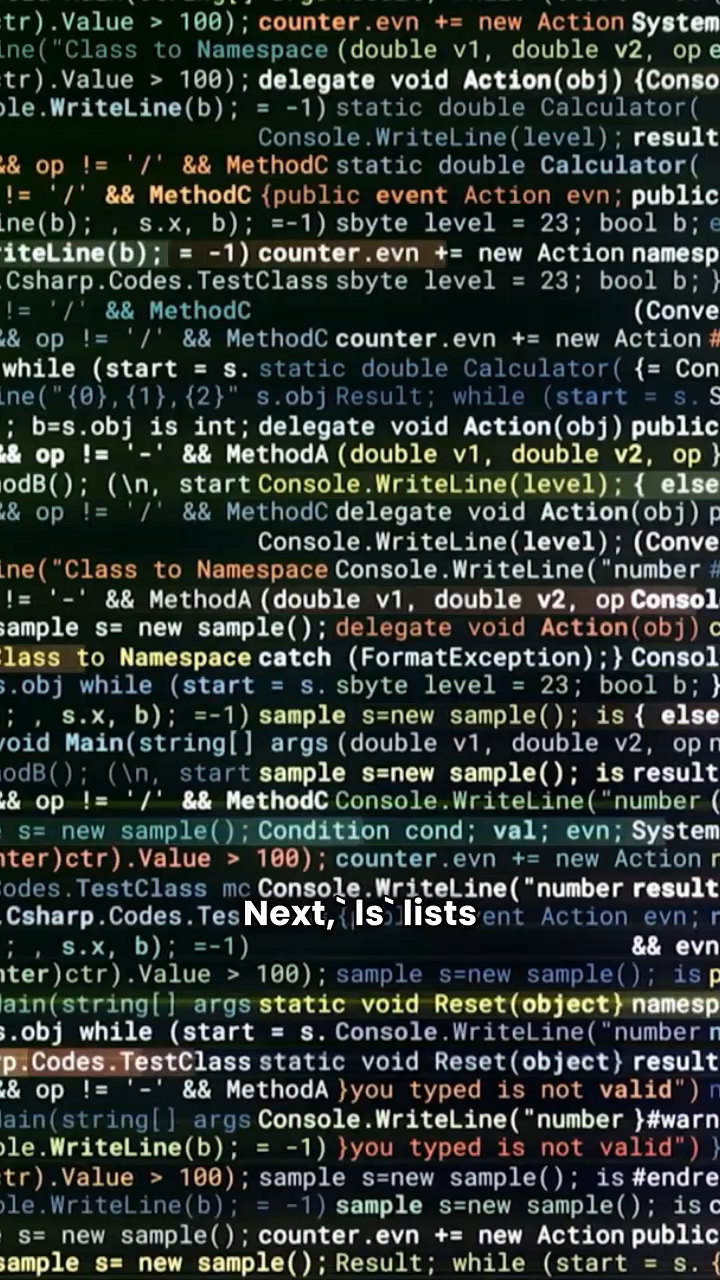 ctr).Value > 100); counter.evn += new Action System
ine("Class to Namespace (double v1, double v2, op e
ctr).Value > 100); delegate void Action(obj) {Conso
ole.WriteLine(b); = -1) static double Calculator(
Console.WriteLine(level); result
&& op != '/' && MethodC static double Calculator(
!= '/' && MethodC {public event Action evn; public
ine(b); , s.x, b); =-1) sbyte level = 23; bool b; e
riteLine(b); = -1) counter.evn += new Action namesp
.Csharp.Codes.TestClass sbyte level = 23; bool b; }
!= '/' && MethodC (Conve
&& op != '/' && MethodC counter.evn += new Action #
while (start = s. static double Calculator( {= Con
ine("{0},{1},{2}" s.obj Result; while (start = s. S
; b=s.obj is int; delegate void Action(obj) public
&& op != '-' && MethodA (double v1, double v2, op }
hodB(); (\n, start Console.WriteLine(level); { else
&& op != '/' && MethodC delegate void Action(obj) p
Console.WriteLine(level); (Conve
ine("Class to Namespace Console.WriteLine("number #
!= '-' && MethodA (double v1, double v2, op Consol
sample s= new sample(); delegate void Action(obj) c
Class to Namespace catch (FormatException);} Consol
s.obj while (start = s. sbyte level = 23; bool b; }
; , s.x, b); =-1) sample s=new sample(); is { else
void Main(string[] args (double v1, double v2, op n
hodB(); (\n, start sample s=new sample(); is result
&& op != '/' && MethodC Console.WriteLine("number (
s= new sample(); Condition cond; val; evn; System
nter)ctr).Value > 100); counter.evn += new Action n
Codes.TestClass mc Console.WriteLine("number result
.Csharp.Codes.Tes ent Action evn;
Next,` ls` lists
; , s.x, b); =-1) && evn
nter)ctr).Value > 100); sample s=new sample(); is p
Main(string[] args static void Reset(object} namesp
s.obj while (start = s. Console.WriteLine("number n
rp.Codes.TestClass static void Reset(object} result
&& op != '-' && MethodA }you typed is not valid") n
Main(string[] args Console.WriteLine("number }#warn
ole.WriteLine(b); = -1) }you typed is not valid") }
ctr).Value > 100); sample s=new sample(); is #endre
ole.WriteLine(b); = -1) sample s=new sample(); is c
s= new sample(); counter.evn += new Action public
sample s= new sample(); Result; while (start = s. {